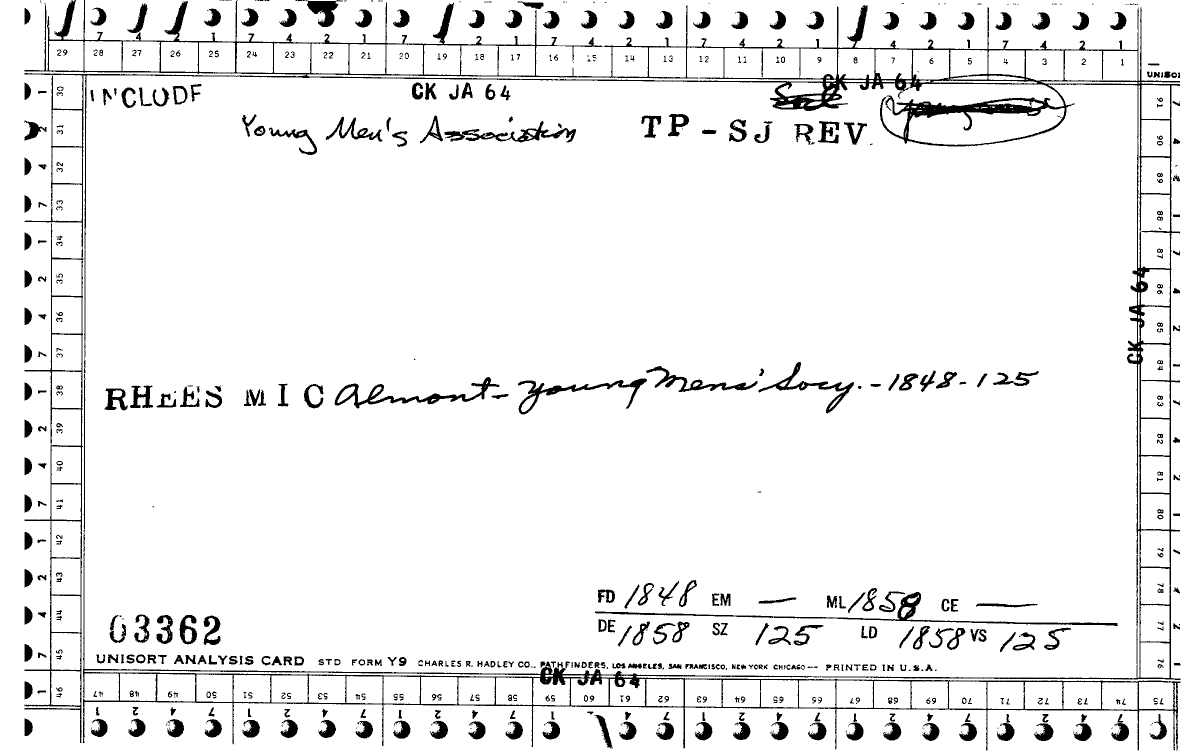 7 4 2 1 7 4 2 1 7 4 2 1 7 4 2 1 7 4 2 1 7 4 2 1 7 4 2 1
29 28 27 26 25 24 23 22 21 20 19 18 17 16 15 14 13 12 11 10 9 8 7 6 5 4 3 2 1
UNISOR
INCLUDE CK JA 64 CK JA 64
Young Men's Association TP - SJ REV.
30 31 32 33 34 35 36 37 38 39 40 41 42 43 44 45 46
91 90 89 88 87 86 85 84 83 82 81 80 79 78 77 76
CK JA 64
RHEES MIC Almont - Young Mens' Socy. - 1848 - 125
FD 1848 EM — ML 1858 CE —
03362 DE 1858 SZ 125 LD 1858 VS 125
UNISORT ANALYSIS CARD STD FORM Y9 CHARLES R. HADLEY CO., PATHFINDERS, LOS ANGELES, SAN FRANCISCO, NEW YORK CHICAGO — PRINTED IN U.S.A.
CK JA 64
47 48 49 50 51 52 53 54 55 56 57 58 59 60 61 62 63 64 65 66 67 68 69 70 71 72 73 74 75